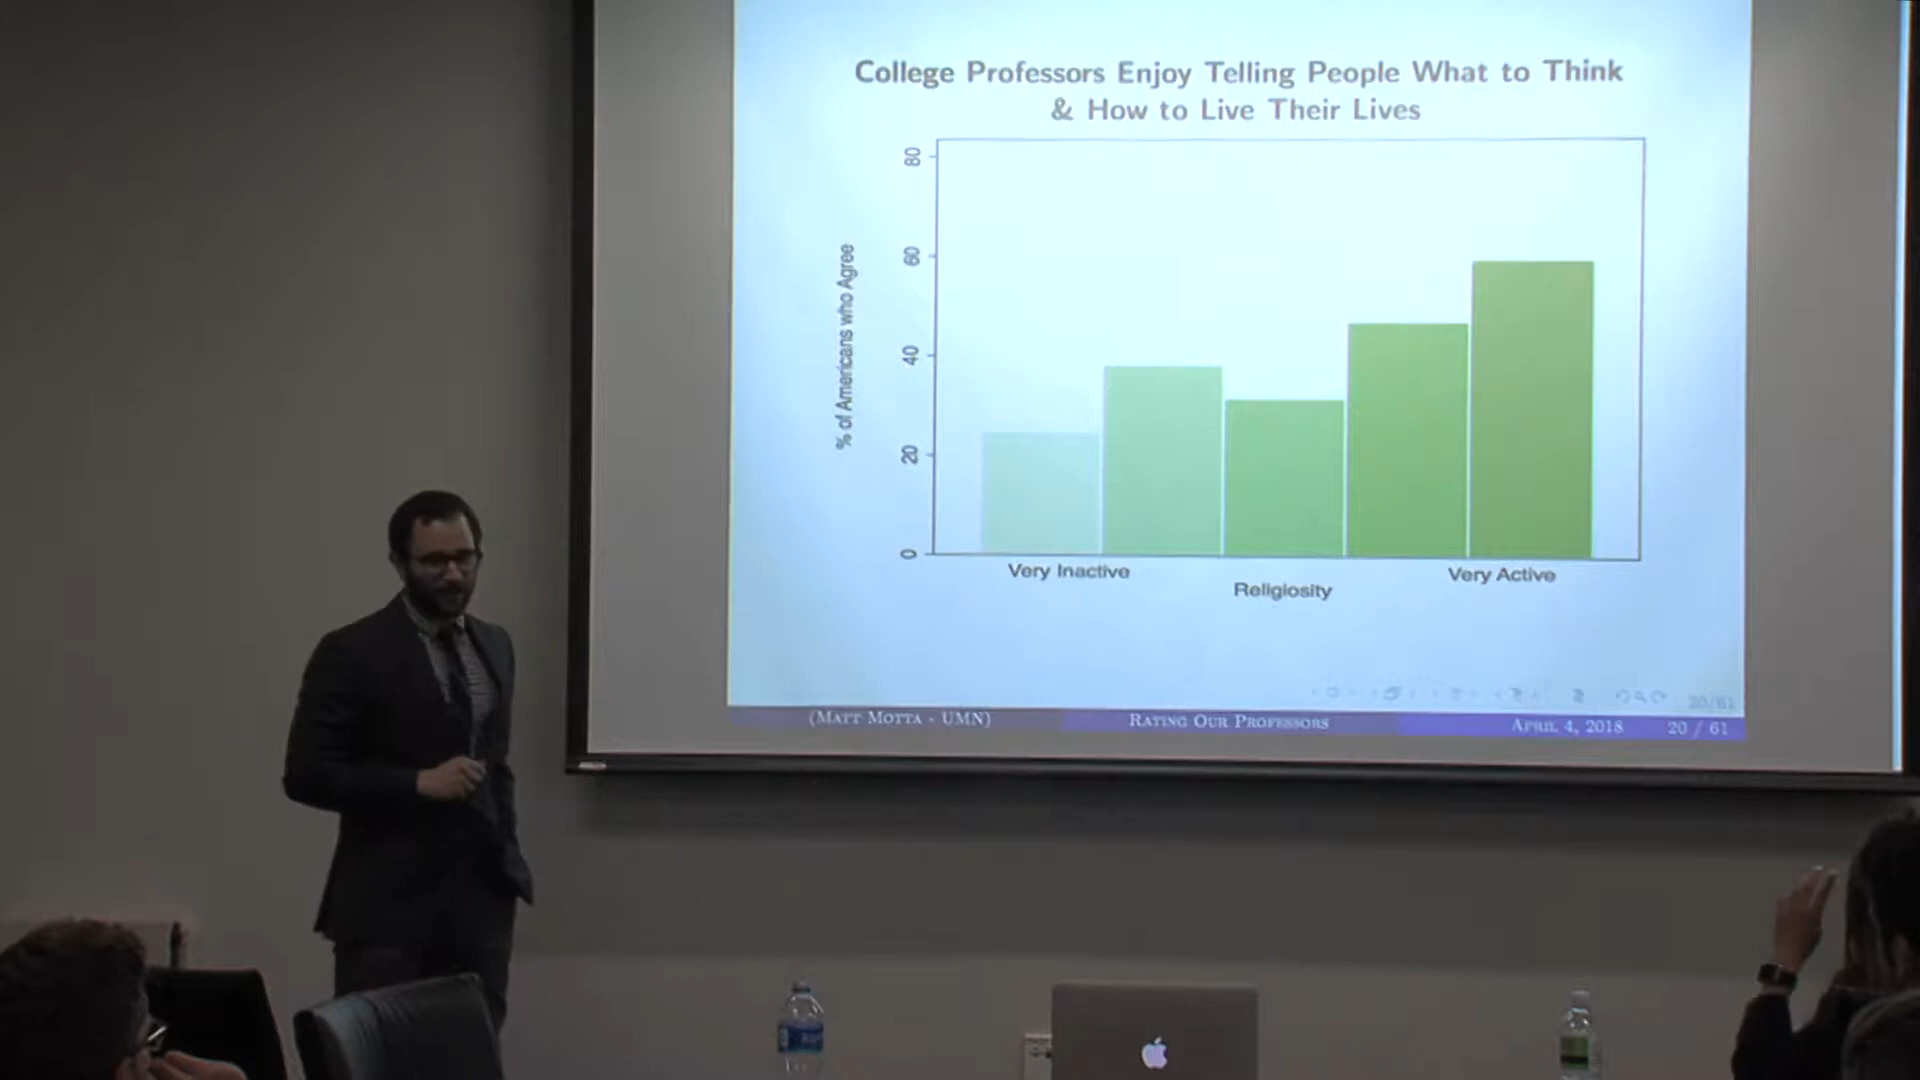 College Professors Enjoy Telling People What to Think
& How to Live Their Lives
80
60
40
20
0
% of Americans who Agree
Very Inactive
Very Active
Religiosity
20/61
(Matt Motta - UMN)
Rating Our Professors
April 4, 2018
20 / 61